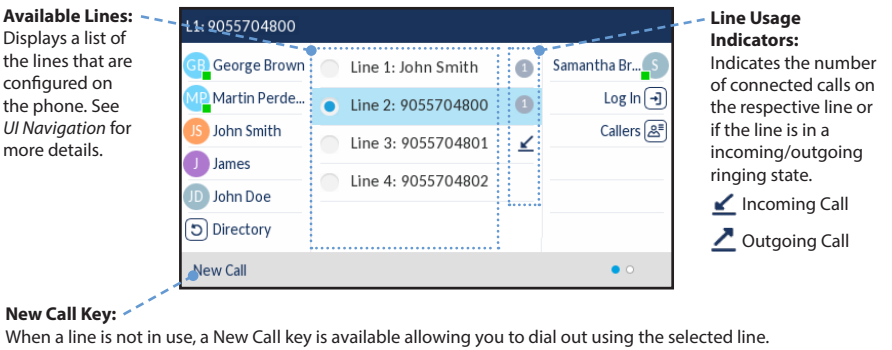 Available Lines:
Displays a list of
the lines that are
configured on
the phone. See
UI Navigation for
more details.
L1: 9055704800
GB George Brown
MP Martin Perde...
JS John Smith
J James
JD John Doe
Directory
Line 1: John Smith 1
Line 2: 9055704800 1
Line 3: 9055704801
Line 4: 9055704802
Samantha Br... S
Log In
Callers
New Call
Line Usage
Indicators:
Indicates the number
of connected calls on
the respective line or
if the line is in a
incoming/outgoing
ringing state.
Incoming Call
Outgoing Call
New Call Key:
When a line is not in use, a New Call key is available allowing you to dial out using the selected line.